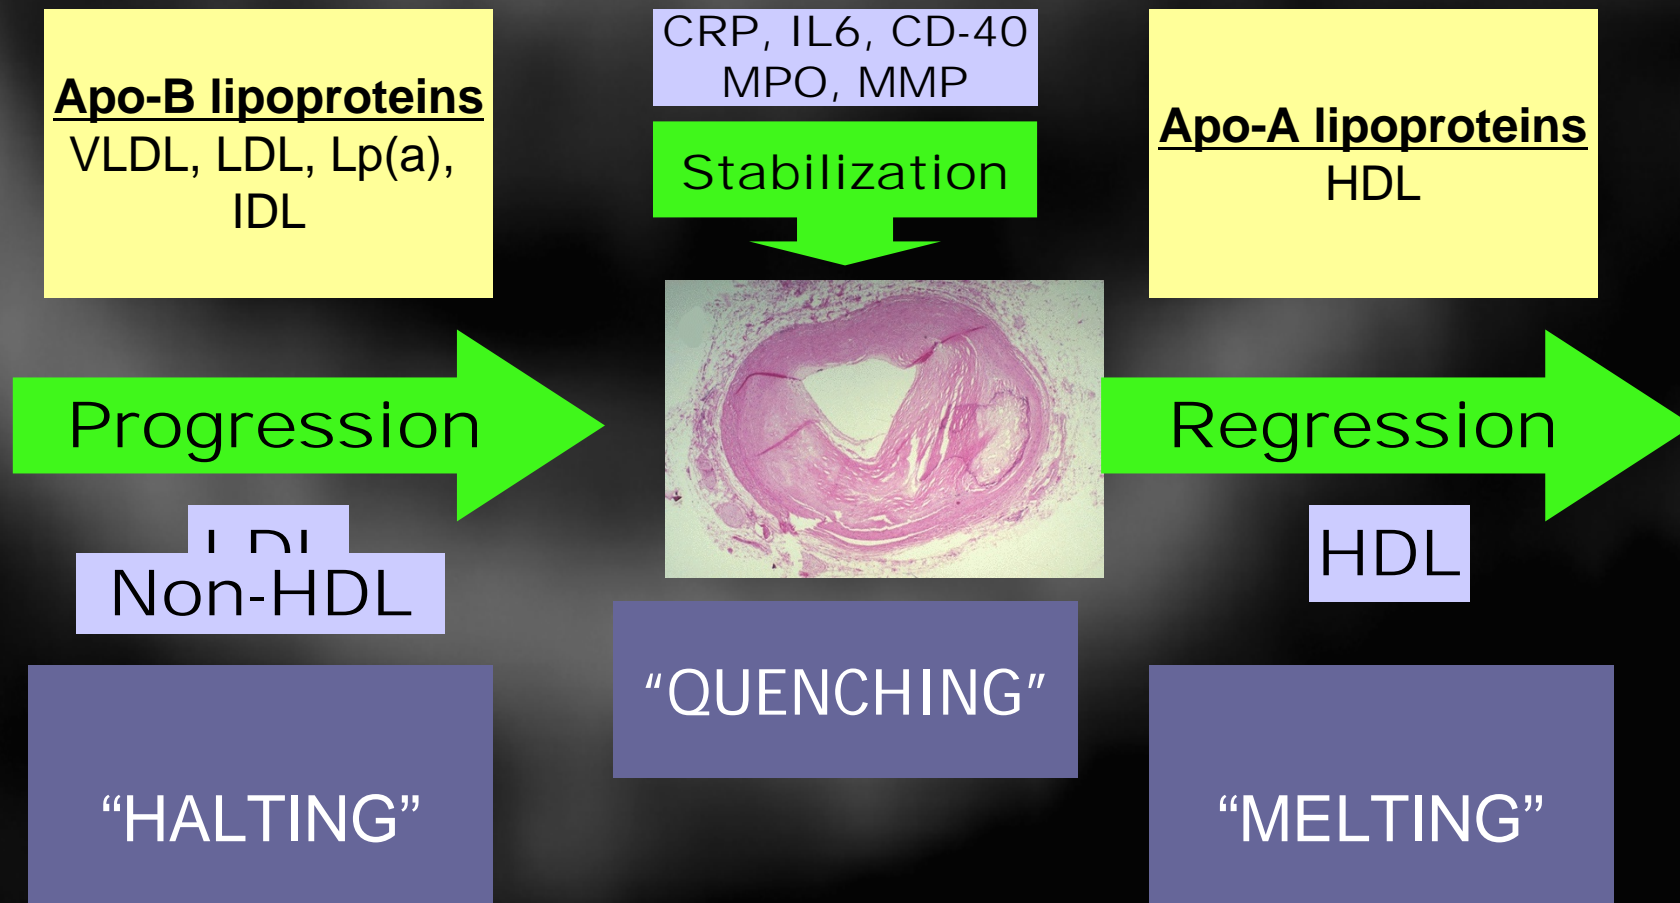 Apo-B lipoproteins
VLDL, LDL, Lp(a),
IDL
CRP, IL6, CD-40
MPO, MMP
Stabilization
Apo-A lipoproteins
HDL
Progression
Regression
LDL
Non-HDL
HDL
“QUENCHING”
“HALTING”
“MELTING”